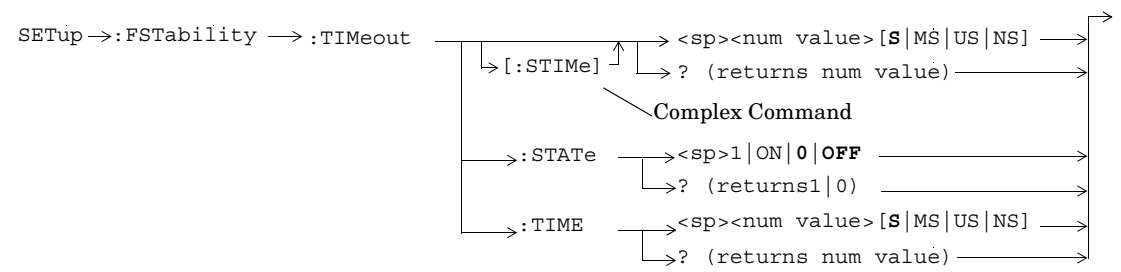 SETup :FSTability :TIMeout <sp><num value>[S|MS|US|NS]
[:STIMe] ? (returns num value)
Complex Command
:STATe <sp>1|ON|0|OFF
? (returns1|0)
:TIME <sp><num value>[S|MS|US|NS]
? (returns num value)